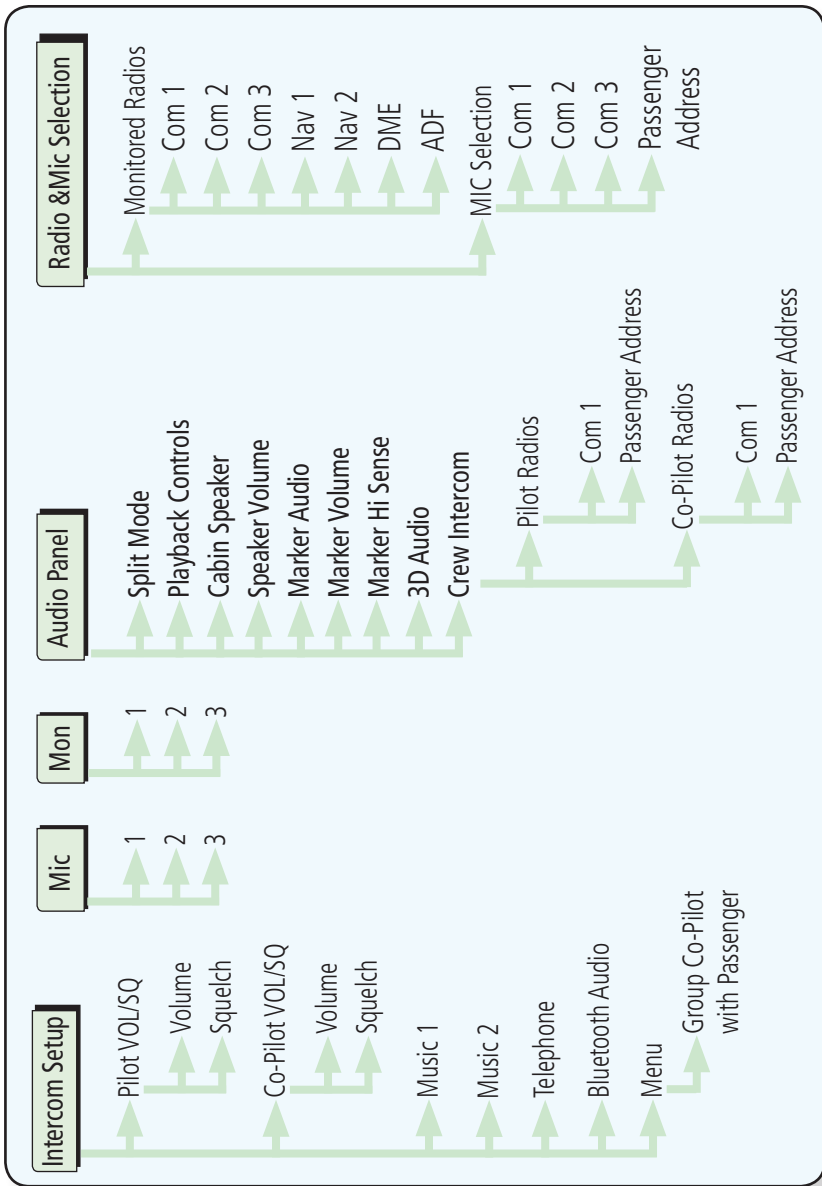 Intercom Setup
Pilot VOL/SQ
Volume
Squelch
Co-Pilot VOL/SQ
Volume
Squelch
Music 1
Music 2
Telephone
Bluetooth Audio
Menu
Group Co-Pilot
with Passenger
Mic
1
2
3
Mon
1
2
3
Audio Panel
Split Mode
Playback Controls
Cabin Speaker
Speaker Volume
Marker Audio
Marker Volume
Marker Hi Sense
3D Audio
Crew Intercom
Pilot Radios
Com 1
Passenger Address
Co-Pilot Radios
Com 1
Passenger Address
Radio &Mic Selection
Monitored Radios
Com 1
Com 2
Com 3
Nav 1
Nav 2
DME
ADF
MIC Selection
Com 1
Com 2
Com 3
Passenger
Address